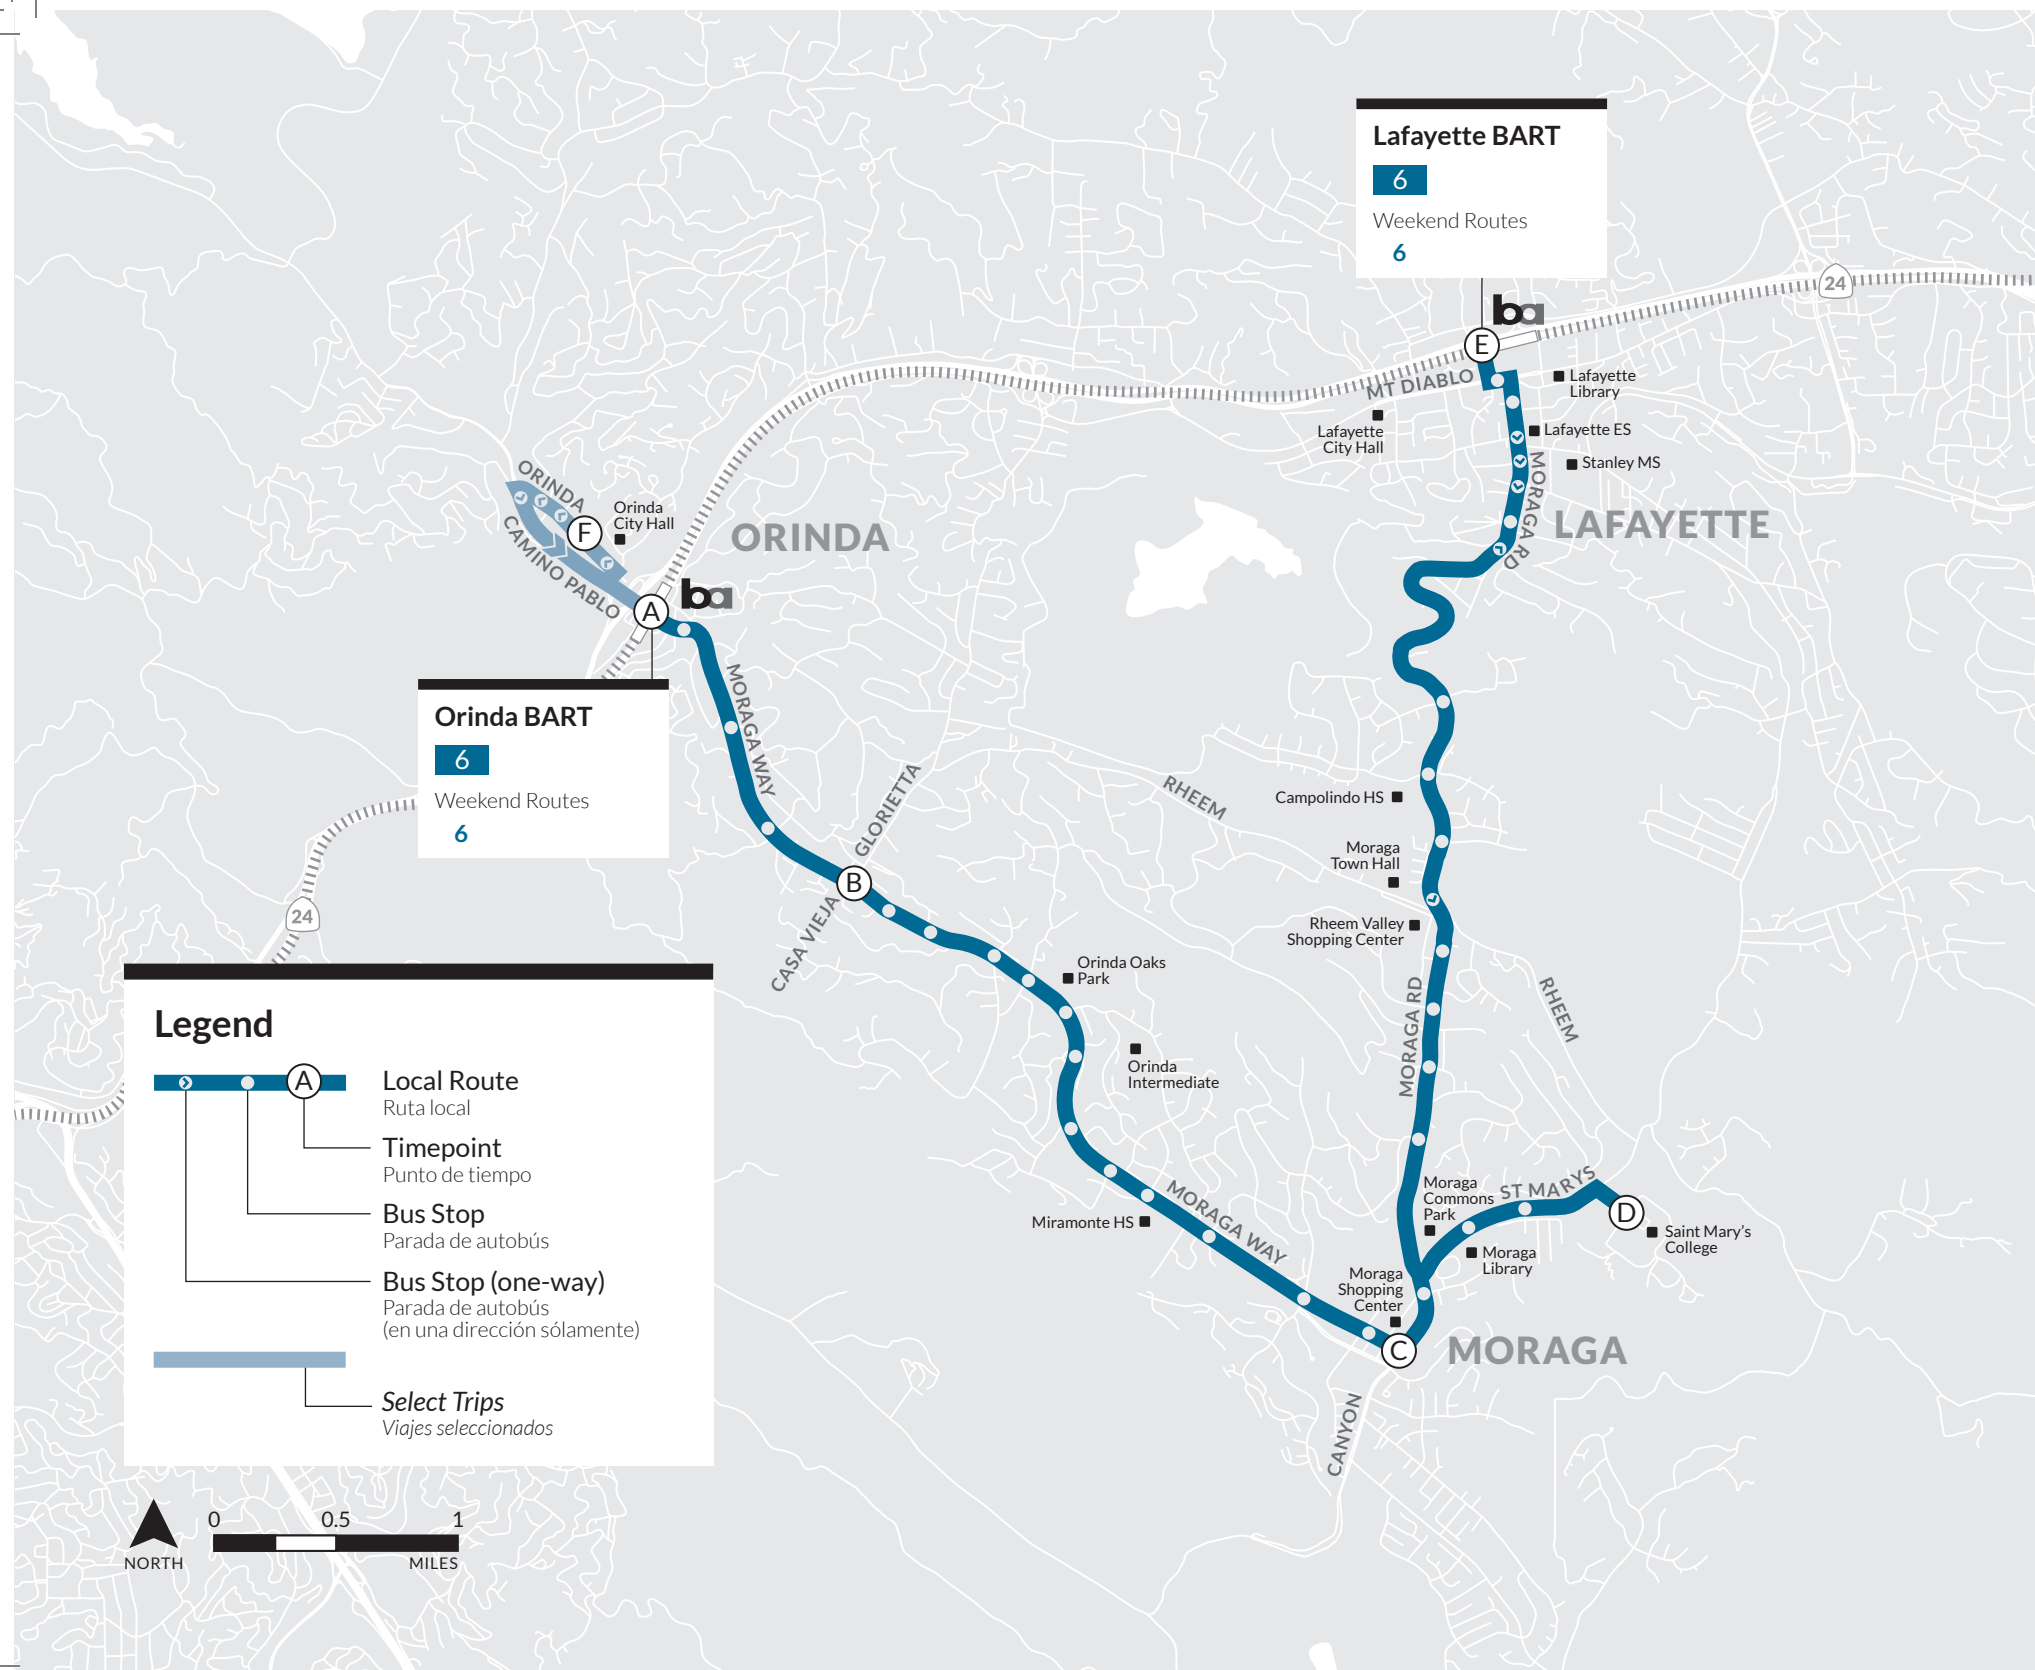 Lafayette BART
6
Weekend Routes
6
24
ba
E
MT DIABLO
Lafayette
Library
Lafayette
City Hall
Lafayette ES
Stanley MS
MORAGA RD
LAFAYETTE
ORINDA
Orinda
City Hall
F
CAMINO PABLO
ORINDA
A
ba
Orinda BART
6
Weekend Routes
6
MORAGA WAY
GLORIETTA
RHEEM
Campolindo HS
Moraga
Town Hall
B
CASA VIEJA
24
Rheem Valley
Shopping Center
Orinda Oaks
Park
RHEEM
MORAGA RD
Orinda
Intermediate
Legend
A
Local Route
Ruta local
Timepoint
Punto de tiempo
Bus Stop
Parada de autobús
Bus Stop (one-way)
Parada de autobús
(en una dirección sólamente)
Select Trips
Viajes seleccionados
MORAGA WAY
Miramonte HS
Moraga
Commons
Park
ST MARYS
D
Saint Mary's
College
Moraga
Library
Moraga
Shopping
Center
C
MORAGA
CANYON
0
0.5
1
NORTH
MILES